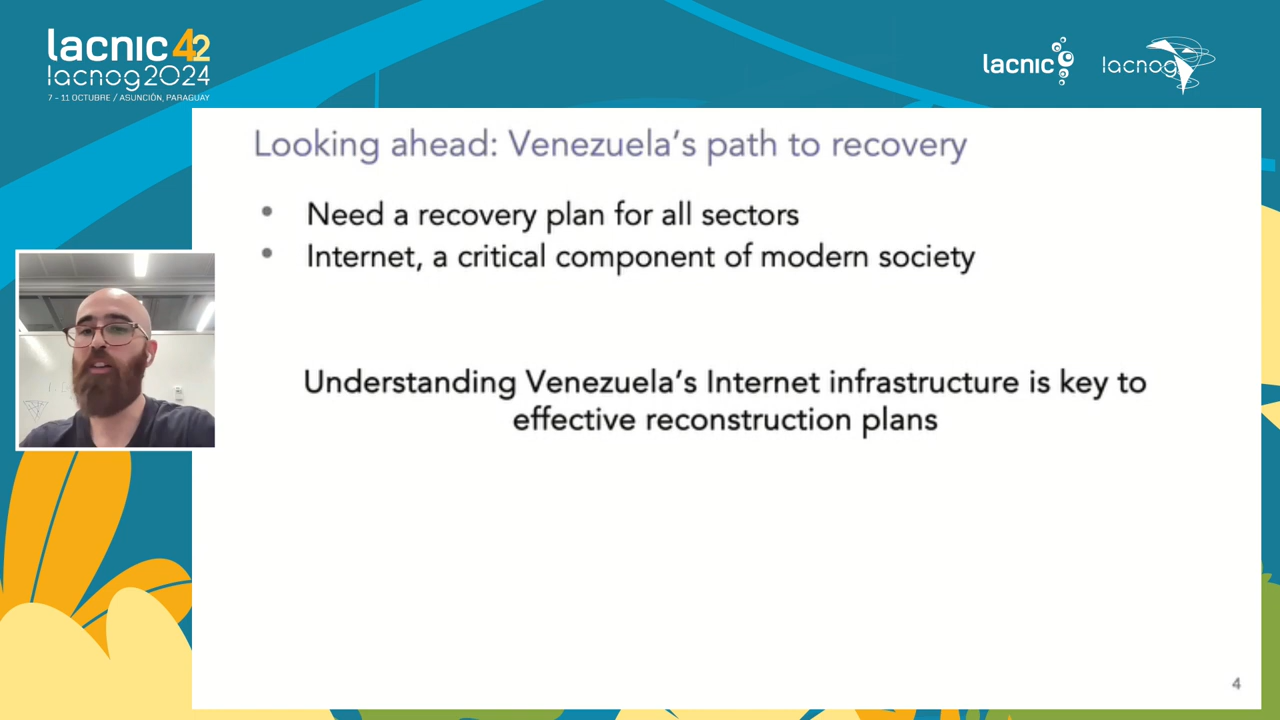 lacnic 42
lacnog2024
7 - 11 OCTUBRE / ASUNCIÓN, PARAGUAY
lacnic
lacnog
Looking ahead: Venezuela's path to recovery
• Need a recovery plan for all sectors
• Internet, a critical component of modern society
Understanding Venezuela's Internet infrastructure is key to
effective reconstruction plans
4